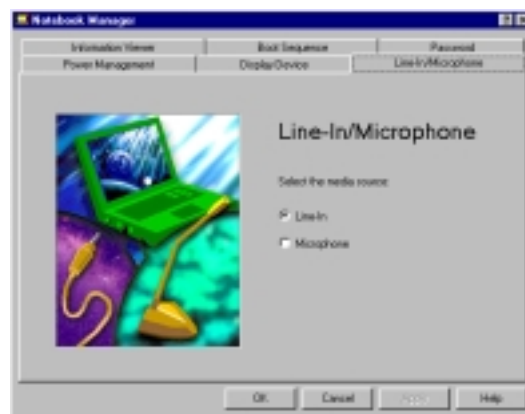 Notebook Manager
Information Viewer Boot Sequence Password
Power Management Display Device Line-In/Microphone
Line-In/Microphone
Select the media source:
Line-In
Microphone
OK Cancel Apply Help